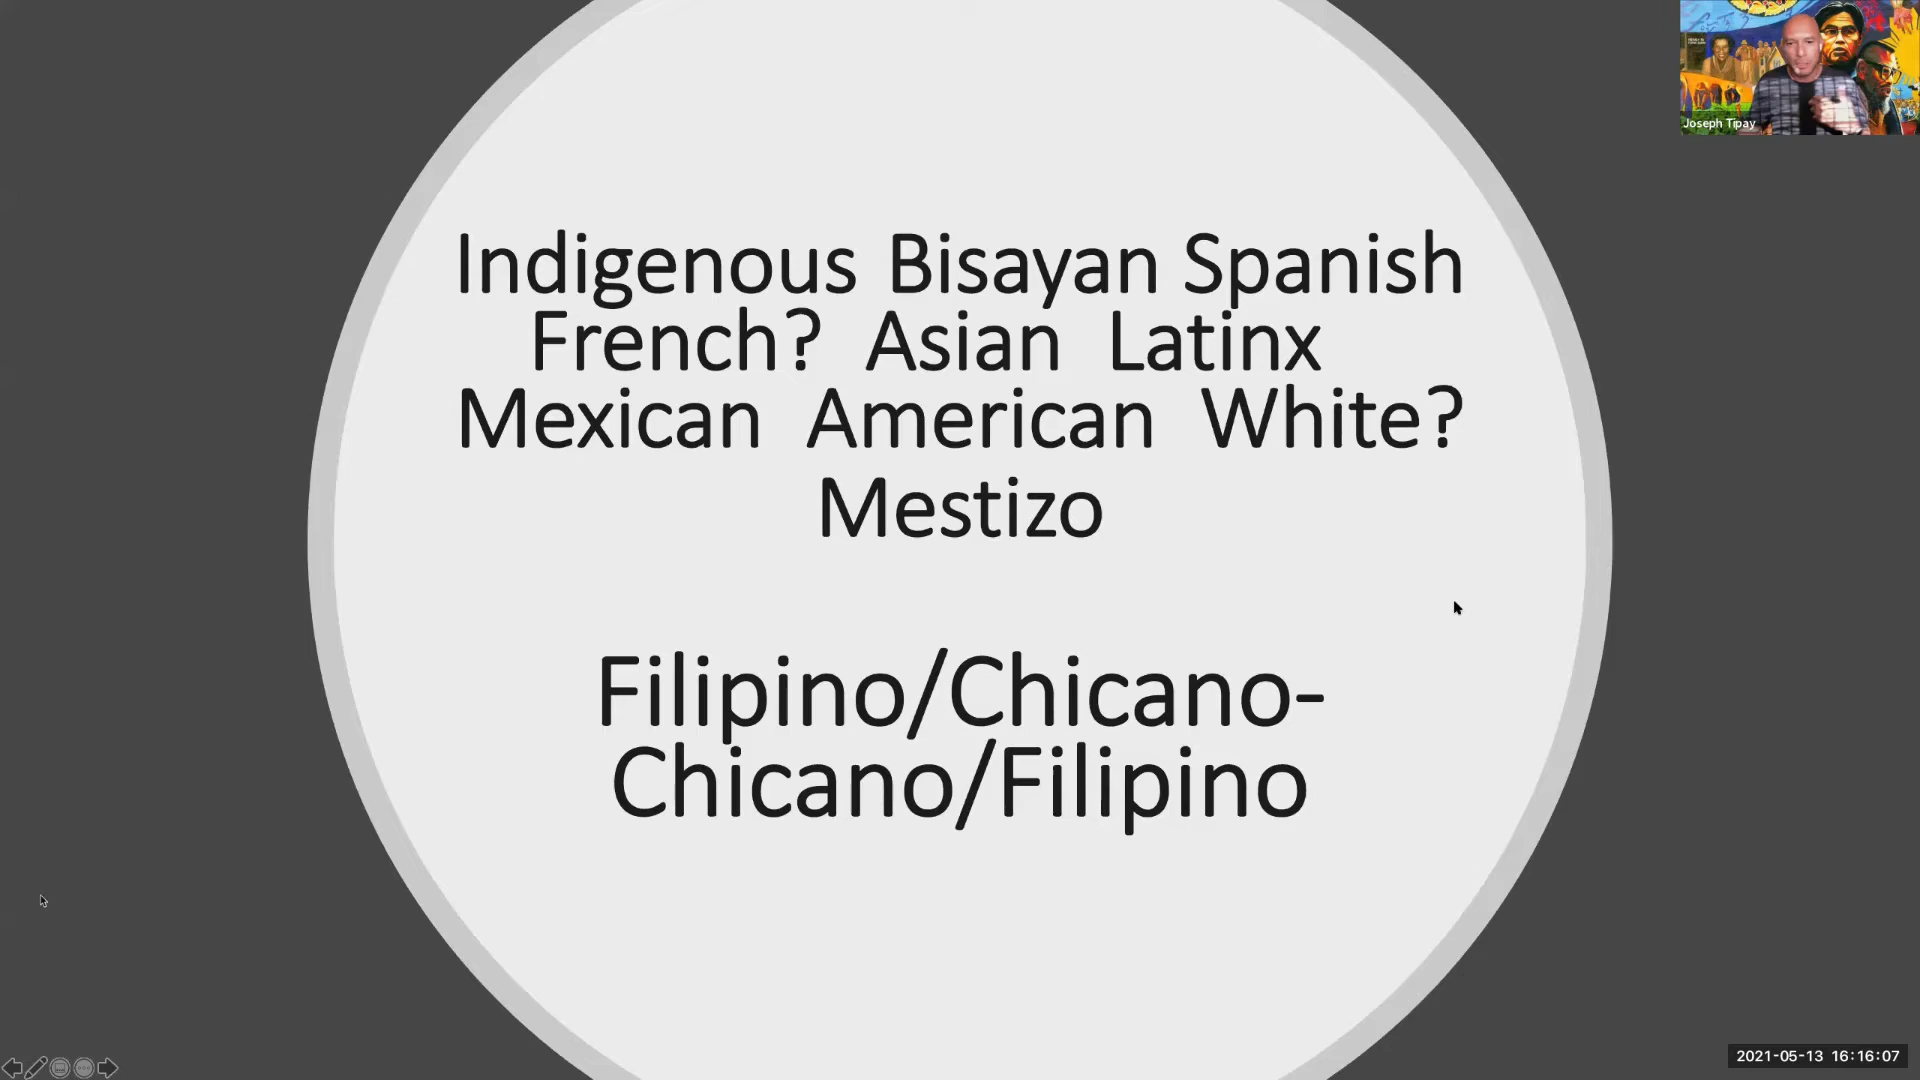 Indigenous Bisayan Spanish
French? Asian Latinx
Mexican American White?
Mestizo
Filipino/Chicano-
Chicano/Filipino
Joseph Tipay
2021-05-13 16:16:07